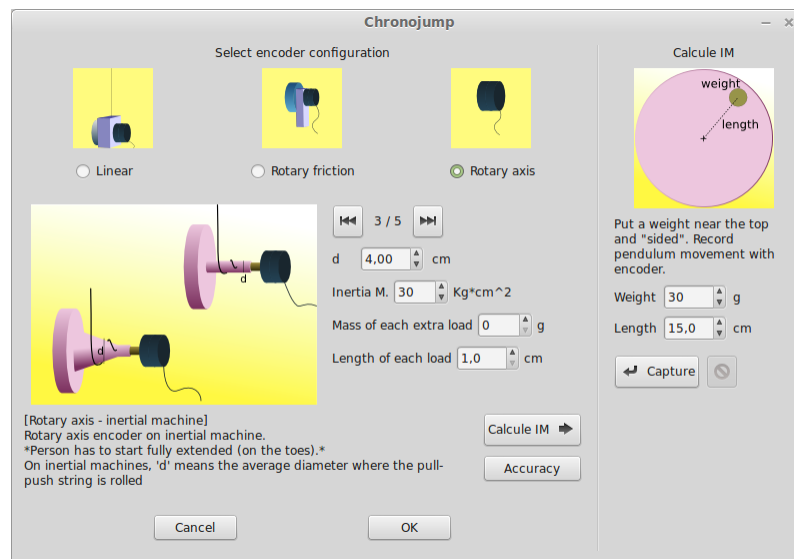 Chronojump
Select encoder configuration
Linear
Rotary friction
Rotary axis
3 / 5
d 4,00 cm
Inertia M. 30 Kg*cm^2
Mass of each extra load 0 g
Length of each load 1,0 cm
d
d
[Rotary axis - inertial machine]
Rotary axis encoder on inertial machine.
*Person has to start fully extended (on the toes).*
On inertial machines, 'd' means the average diameter where the pull-
push string is rolled
Calcule IM
Accuracy
Cancel
OK
Calcule IM
weight
length
Put a weight near the top
and "sided". Record
pendulum movement with
encoder.
Weight 30 g
Length 15,0 cm
Capture